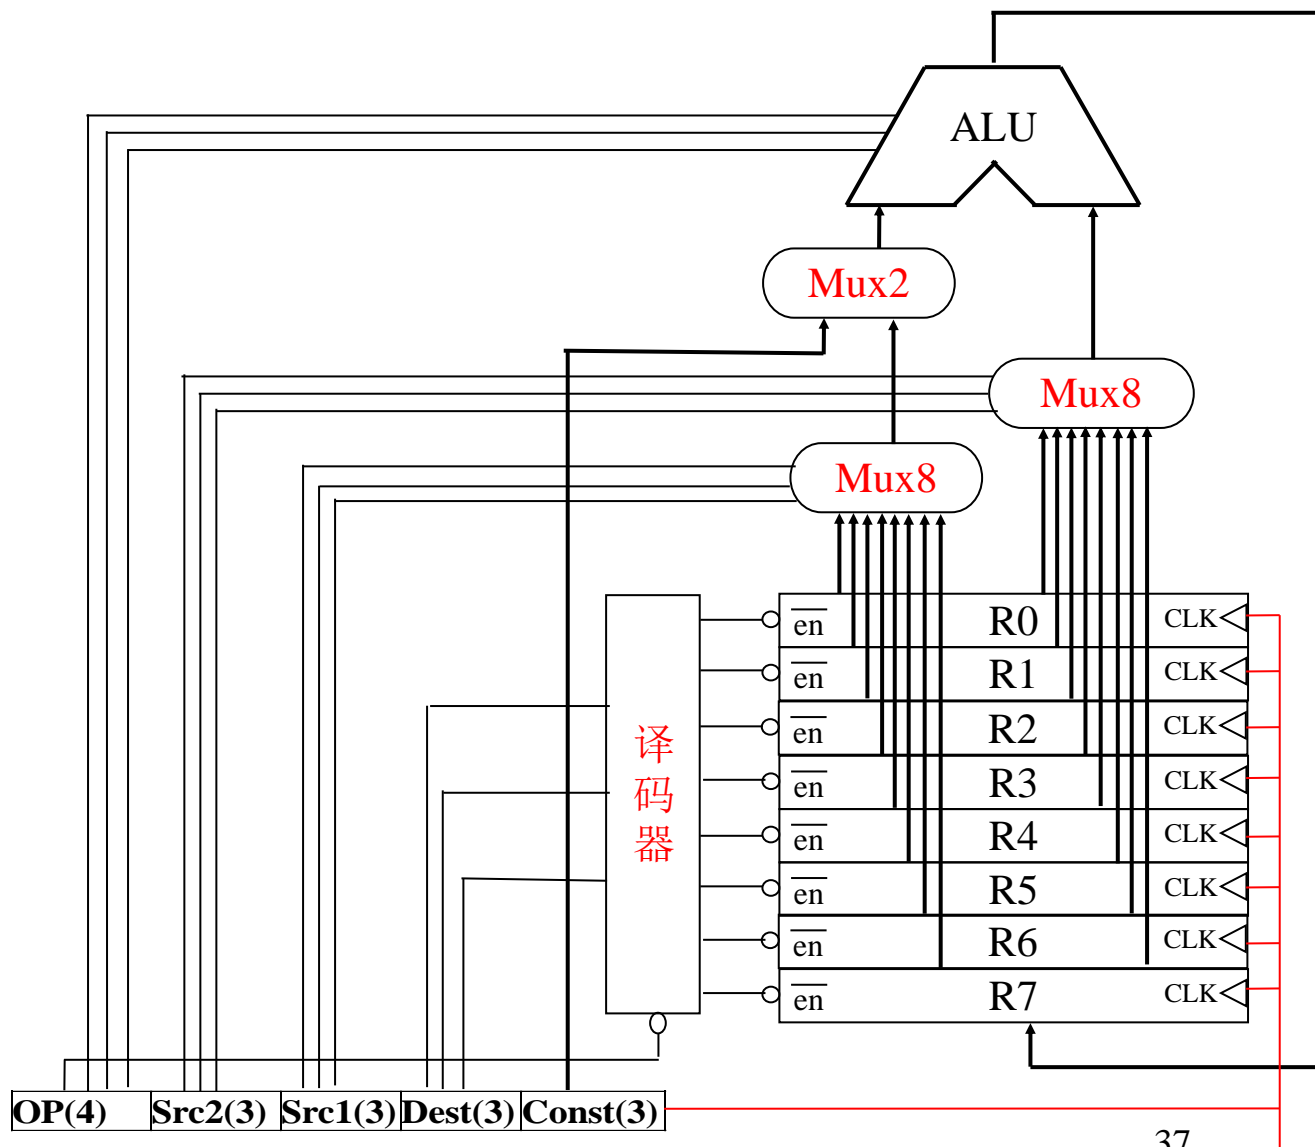 ALU
Mux2
Mux8
Mux8
en R0 CLK
en R1 CLK
en R2 CLK
en R3 CLK
en R4 CLK
en R5 CLK
en R6 CLK
en R7 CLK
译
码
器
OP(4) Src2(3) Src1(3) Dest(3) Const(3)
37